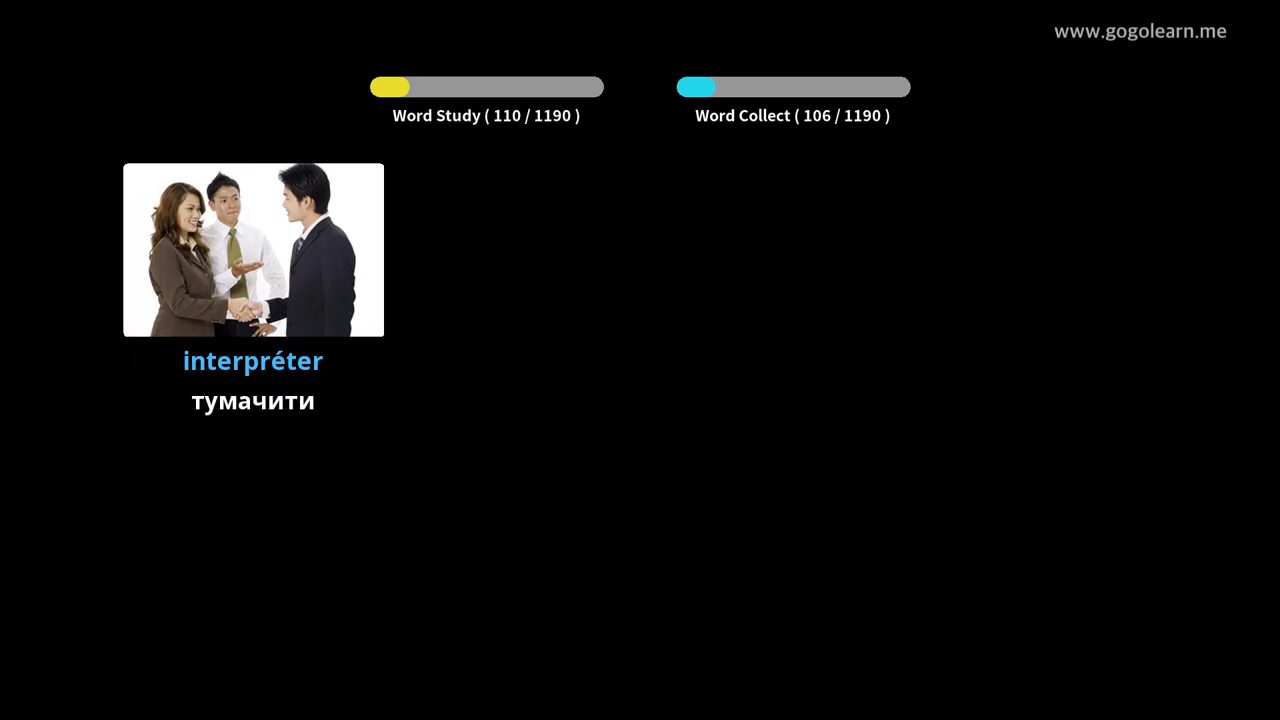 www.gogolearn.me
Word Study ( 110 / 1190 )
Word Collect ( 106 / 1190 )
interpréter
тумачити